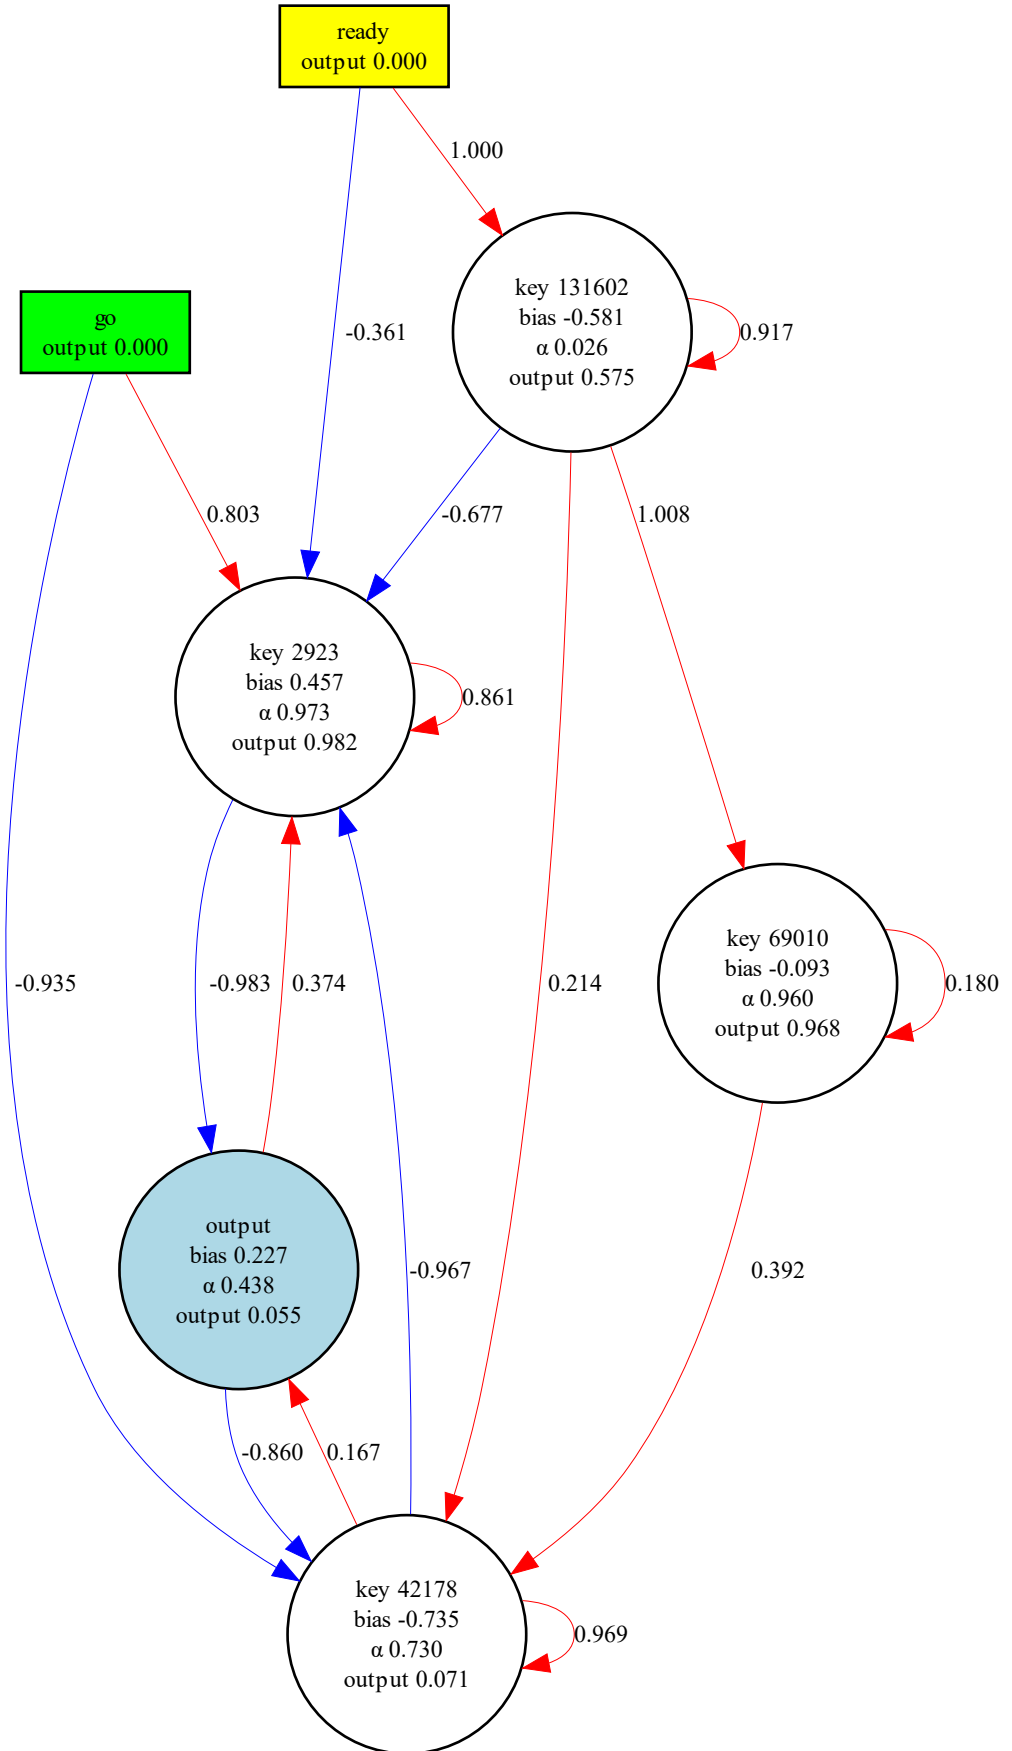 ready
output 0.000
1.000
key 131602
bias -0.581
α 0.026
output 0.575
0.917
go
output 0.000
-0.361
0.803
-0.677
1.008
key 2923
bias 0.457
α 0.973
output 0.982
0.861
key 69010
bias -0.093
α 0.960
output 0.968
0.180
-0.935
-0.983
0.374
0.214
output
bias 0.227
α 0.438
output 0.055
-0.967
0.392
-0.860
0.167
key 42178
bias -0.735
α 0.730
output 0.071
0.969